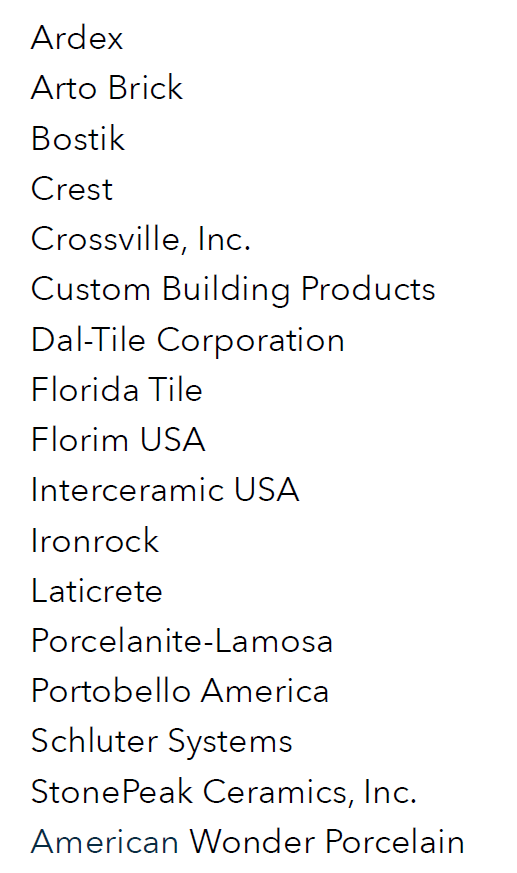 Ardex
Arto Brick
Bostik
Crest
Crossville, Inc.
Custom Building Products
Dal-Tile Corporation
Florida Tile
Florim USA
Interceramic USA
Ironrock
Laticrete
Porcelanite-Lamosa
Portobello America
Schluter Systems
StonePeak Ceramics, Inc.
American Wonder Porcelain